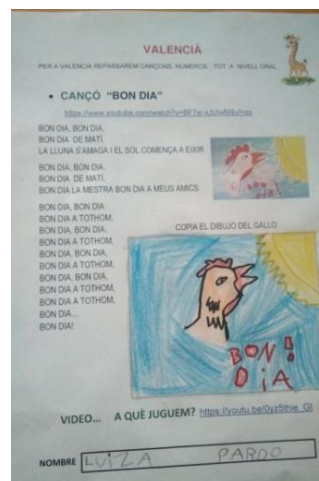 VALENCIÀ
PER A VALENCIÀ REPASSAREM CANÇONS, NÚMEROS . TOT A NIVELL ORAL
• CANÇÓ "BON DIA"
BON DIA, BON DIA,
BON DIA DE MATÍ,
LA LLUNA S'AMAGA I EL SOL COMENÇA A EIXIR
BON DIA, BON DIA,
BON DIA DE MATÍ,
BON DIA LA MESTRA BON DIA A MEUS AMICS
BON DIA, BON DIA
BON DIA A TOTHOM,
BON DIA, BON DIA,
BON DIA A TOTHOM,
BON DIA, BON DIA,
BON DIA A TOTHOM,
BON DIA, BON DIA,
BON DIA A TOTHOM,
BON DIA A TOTHOM,
BON DIA...
BON DIA!
COPIA EL DIBUJO DEL GALLO
BON!
DIA
VIDEO... A QUÈ JUGUEM?
NOMBRE LUIZA PARDO